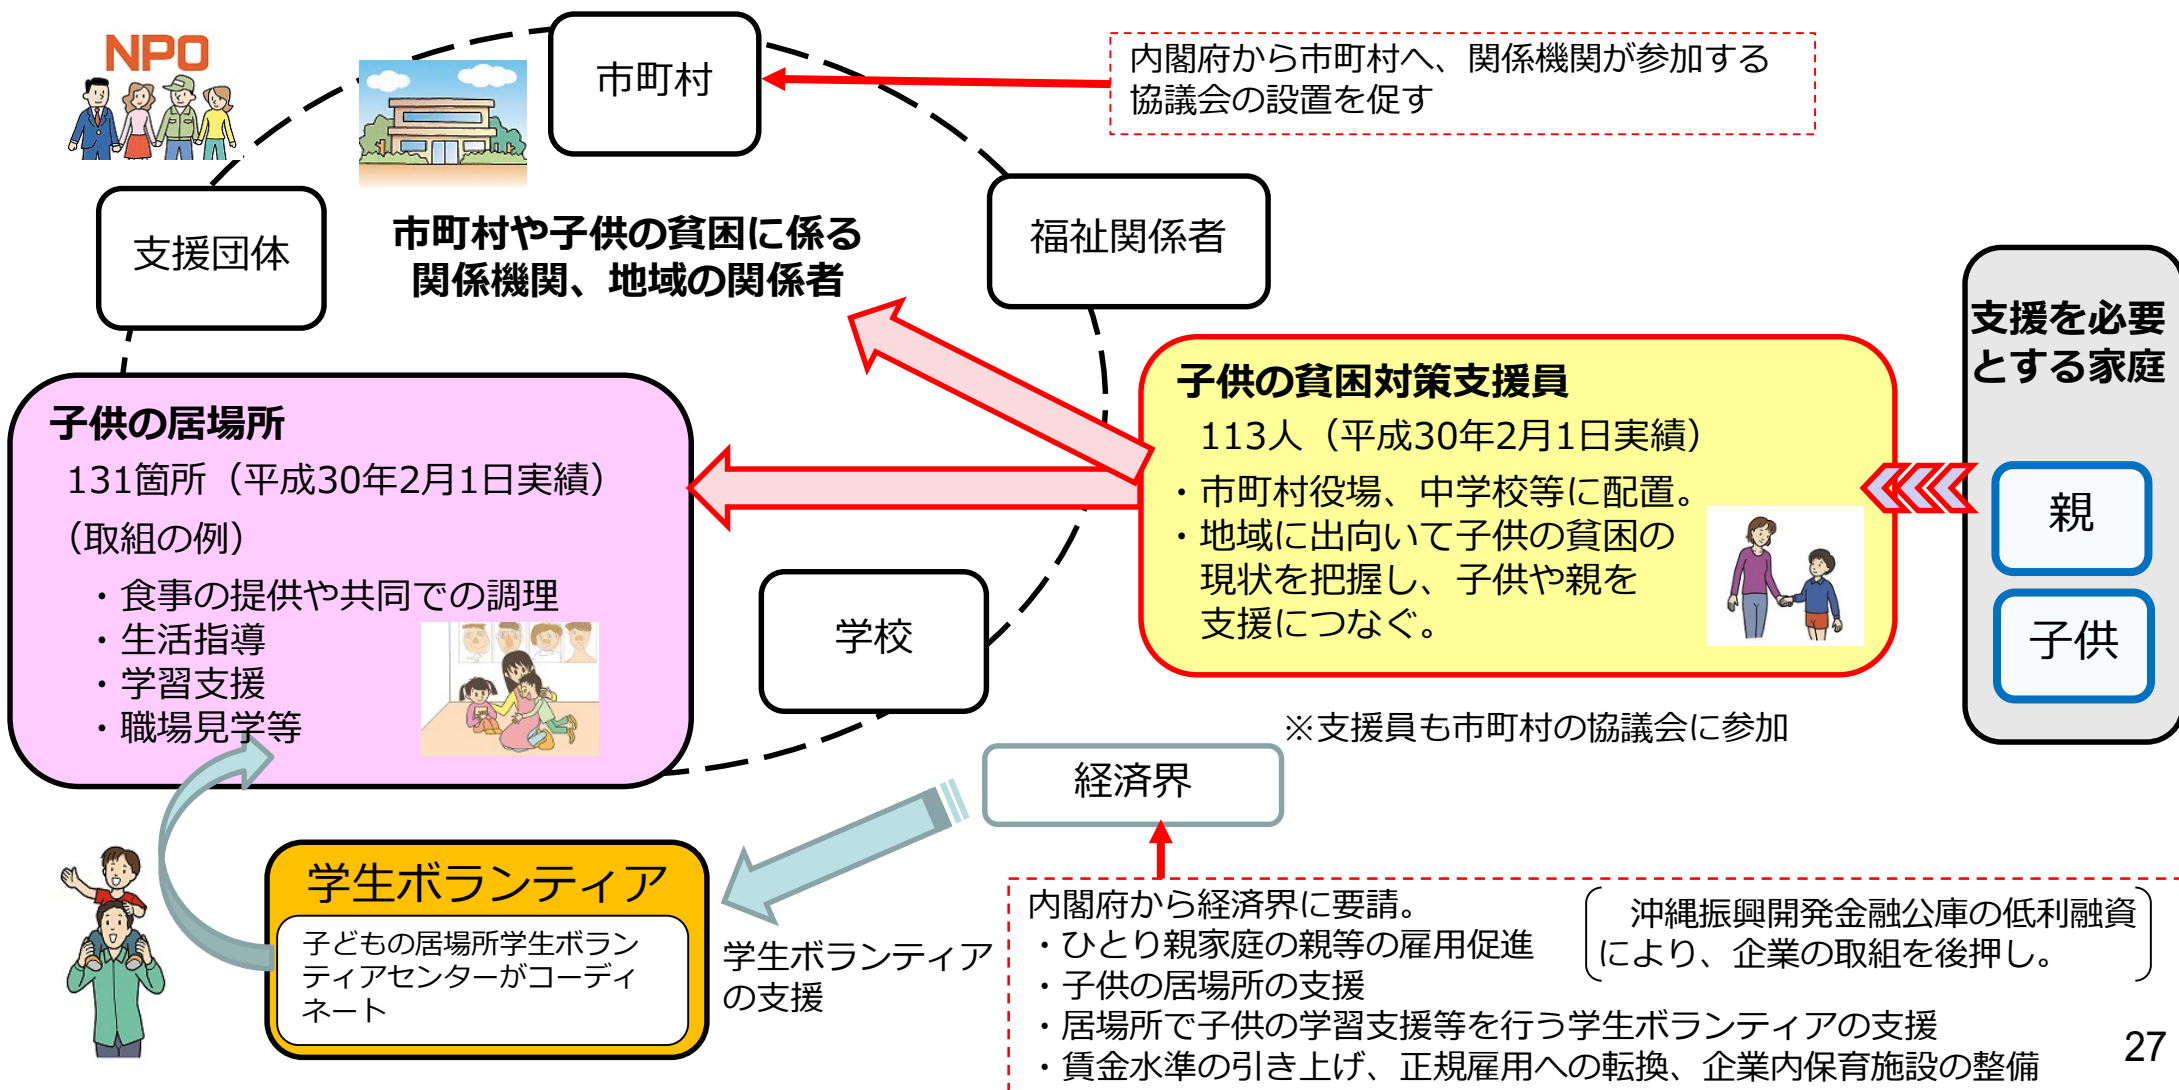 NPO
市町村
内閣府から市町村へ、関係機関が参加する
協議会の設置を促す
支援団体
市町村や子供の貧困に係る
関係機関、地域の関係者
福祉関係者
支援を必要
とする家庭
親
子供
子供の貧困対策支援員
113人（平成30年2月1日実績）
・市町村役場、中学校等に配置。
・地域に出向いて子供の貧困の
現状を把握し、子供や親を
支援につなぐ。
子供の居場所
131箇所（平成30年2月1日実績）
（取組の例）
・食事の提供や共同での調理
・生活指導
・学習支援
・職場見学等
学校
※支援員も市町村の協議会に参加
経済界
学生ボランティア
子どもの居場所学生ボラン
ティアセンターがコーディ
ネート
学生ボランティア
の支援
内閣府から経済界に要請。
・ひとり親家庭の親等の雇用促進
・子供の居場所の支援
・居場所で子供の学習支援等を行う学生ボランティアの支援
・賃金水準の引き上げ、正規雇用への転換、企業内保育施設の整備
沖縄振興開発金融公庫の低利融資
により、企業の取組を後押し。
27